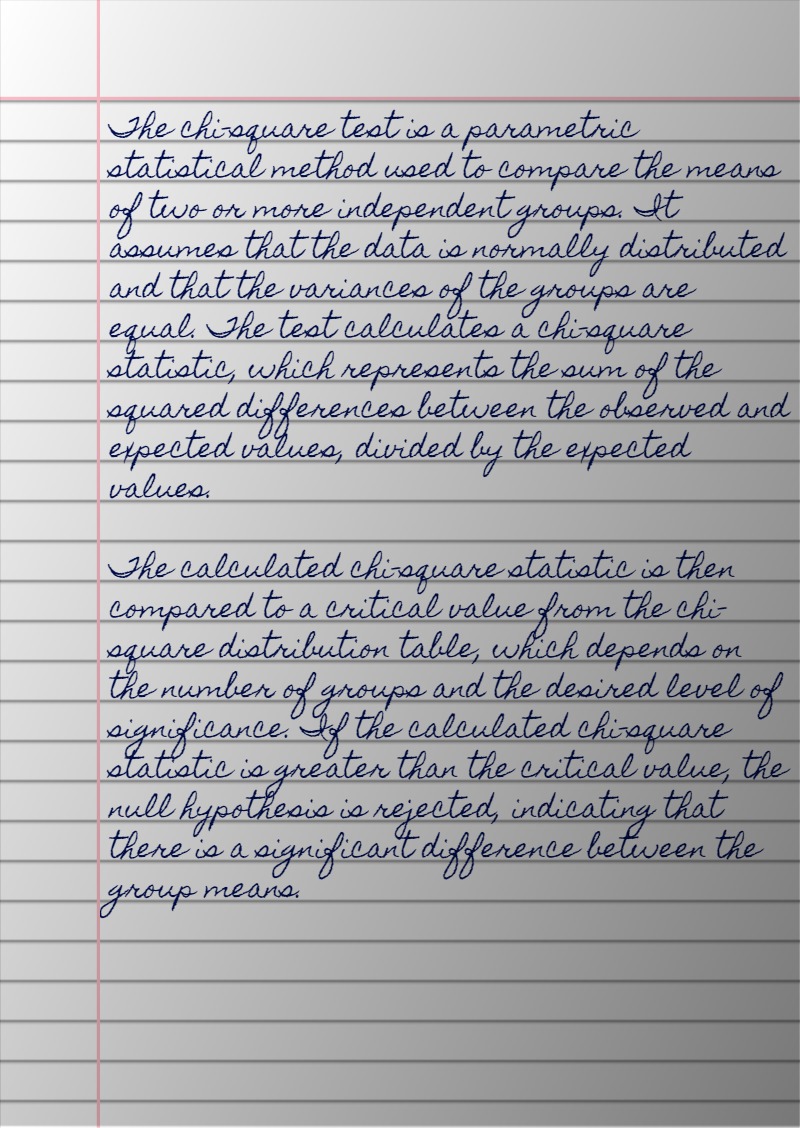 The chi-square test is a parametric
statistical method used to compare the means
of two or more independent groups. It
assumes that the data is normally distributed
and that the variances of the groups are
equal. The test calculates a chi-square
statistic, which represents the sum of the
squared differences between the observed and
expected values, divided by the expected
values.

The calculated chi-square statistic is then
compared to a critical value from the chi-
square distribution table, which depends on
the number of groups and the desired level of
significance. If the calculated chi-square
statistic is greater than the critical value, the
null hypothesis is rejected, indicating that
there is a significant difference between the
group means.